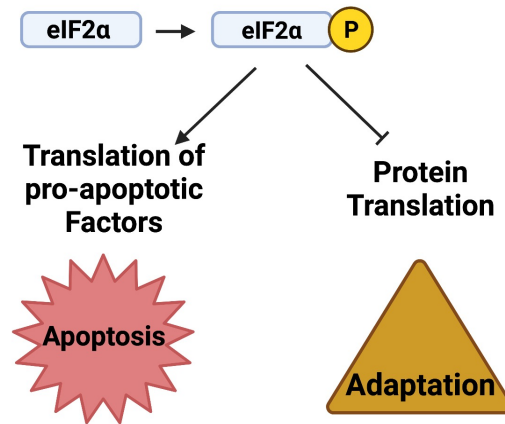 eIF2α
eIF2α
P
Translation of
pro-apoptotic
Factors
Protein
Translation
Apoptosis
Adaptation